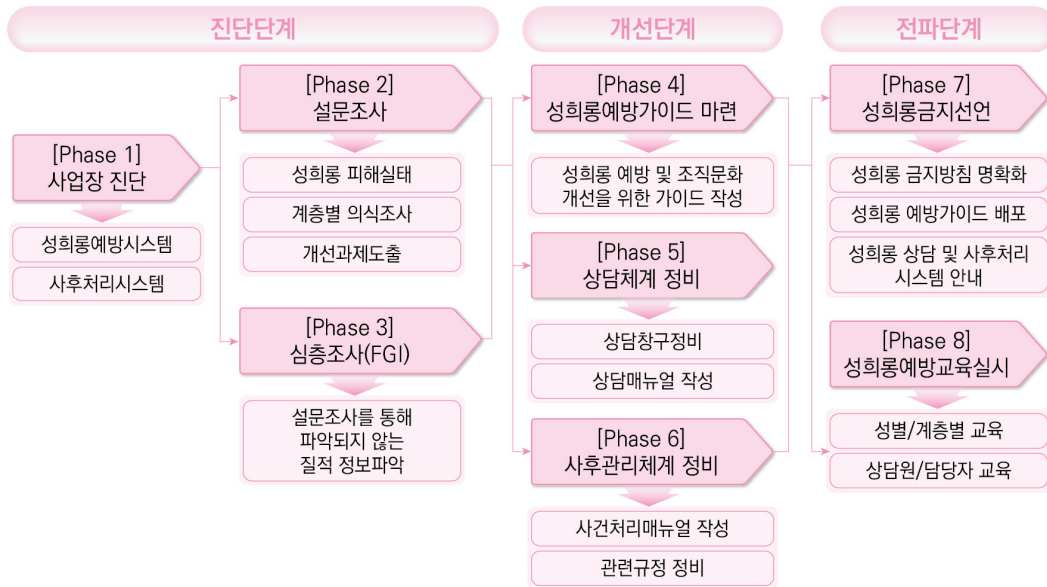 진단단계
[Phase 1]
사업장 진단
성희롱예방시스템
사후처리시스템
[Phase 2]
설문조사
성희롱 피해실태
계층별 의식조사
개선과제도출
[Phase 3]
심층조사(FGI)
설문조사를 통해
파악되지 않는
질적 정보파악
개선단계
[Phase 4]
성희롱예방가이드 마련
성희롱 예방 및 조직문화
개선을 위한 가이드 작성
[Phase 5]
상담체계 정비
상담창구정비
상담매뉴얼 작성
[Phase 6]
사후관리체계 정비
사건처리매뉴얼 작성
관련규정 정비
전파단계
[Phase 7]
성희롱금지선언
성희롱 금지방침 명확화
성희롱 예방가이드 배포
성희롱 상담 및 사후처리
시스템 안내
[Phase 8]
성희롱예방교육실시
성별/계층별 교육
상담원/담당자 교육